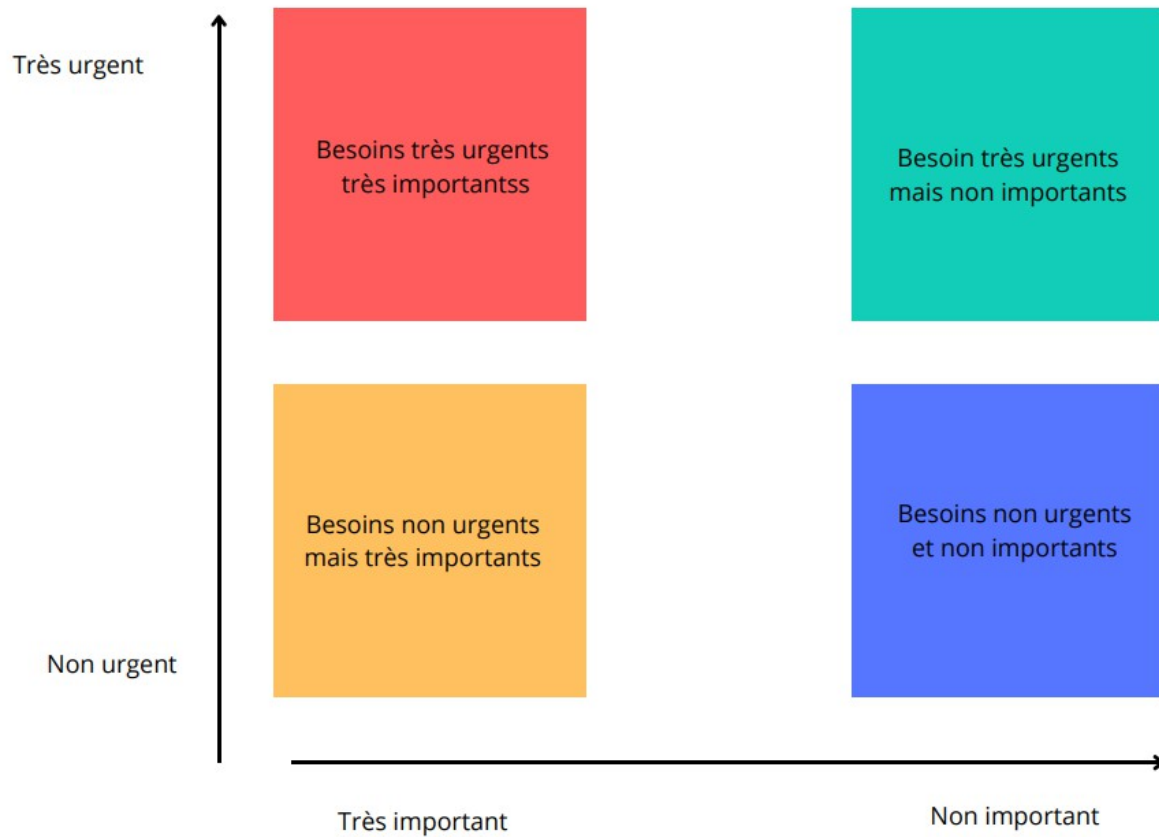 Très urgent
Besoins très urgents
très importantss
Besoin très urgents
mais non importants
Besoins non urgents
mais très importants
Besoins non urgents
et non importants
Non urgent
Très important
Non important